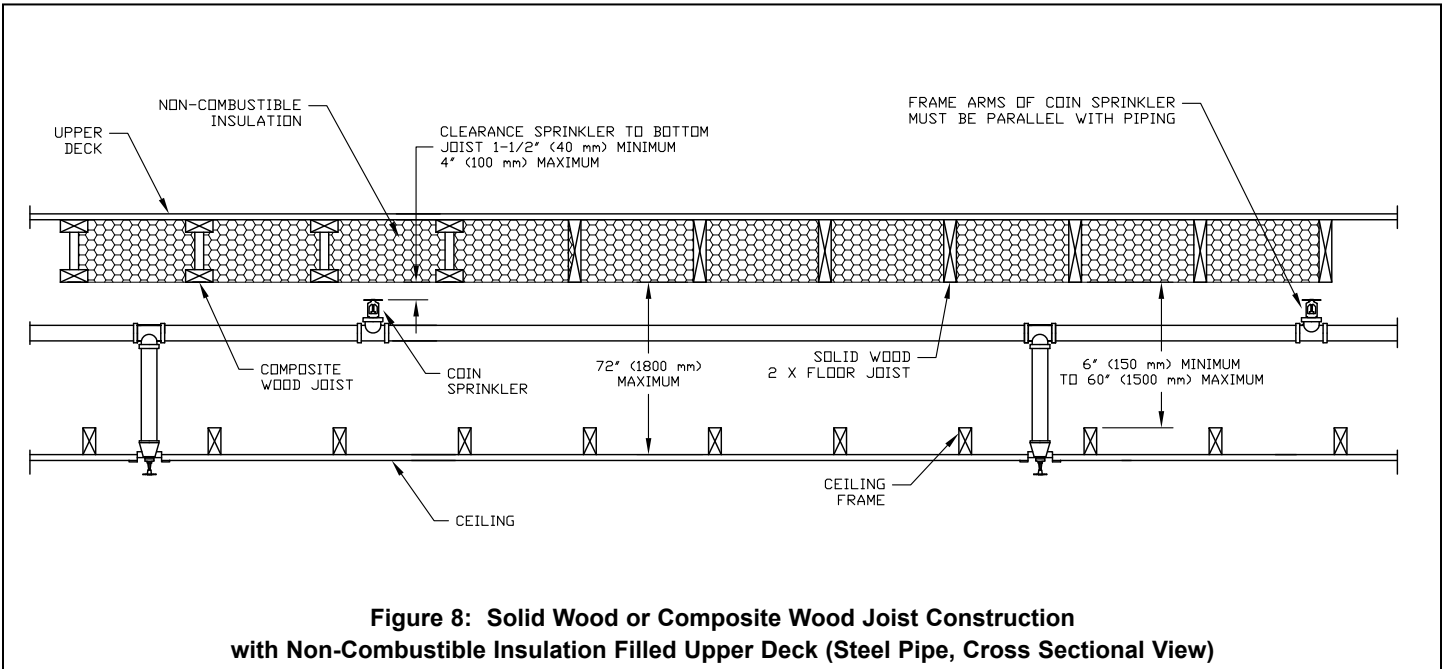 NON-COMBUSTIBLE
INSULATION
UPPER
DECK
CLEARANCE SPRINKLER TO BOTTOM
JOIST 1-1/2" (40 mm) MINIMUM
4" (100 mm) MAXIMUM
FRAME ARMS OF COIN SPRINKLER
MUST BE PARALLEL WITH PIPING
COMPOSITE
WOOD JOIST
COIN
SPRINKLER
72" (1800 mm)
MAXIMUM
SOLID WOOD
2 X FLOOR JOIST
6" (150 mm) MINIMUM
TO 60" (1500 mm) MAXIMUM
CEILING
FRAME
CEILING
Figure 8: Solid Wood or Composite Wood Joist Construction
with Non-Combustible Insulation Filled Upper Deck (Steel Pipe, Cross Sectional View)